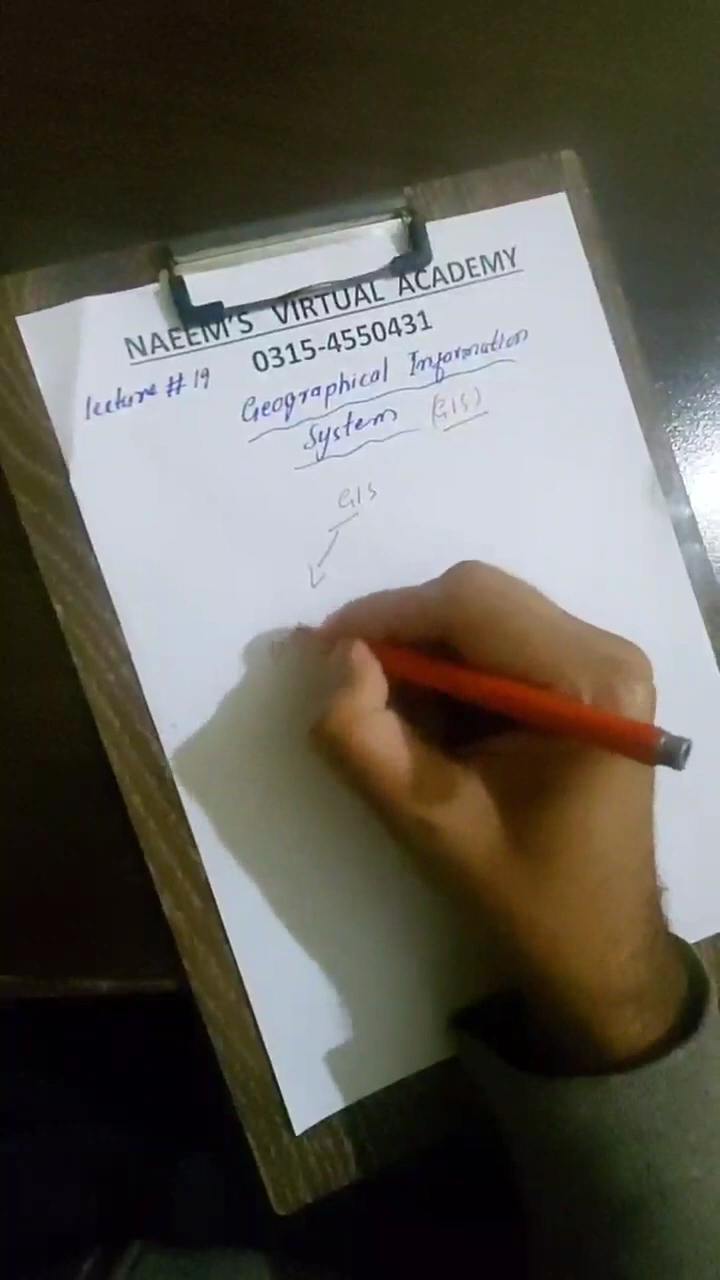 NAEEM'S VIRTUAL ACADEMY
0315-4550431
lecture # 19
Geographical Information
System (GIS)
GIS